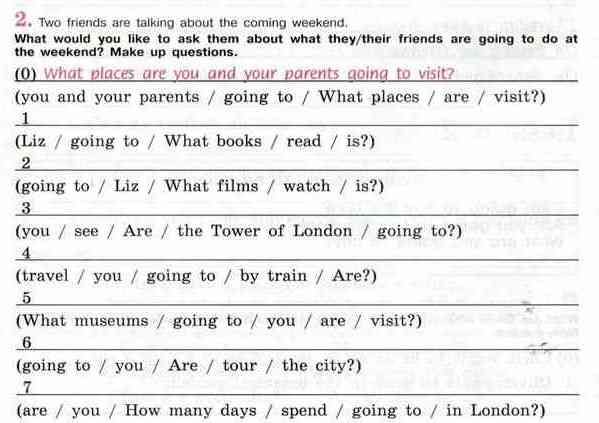 2. Two friends are talking about the coming weekend.
What would you like to ask them about what they/their friends are going to do at
the weekend? Make up questions.
(0) What places are you and your parents going to visit?
(you and your parents / going to / What places / are / visit?)
1
(Liz / going to / What books / read / is?)
2
(going to / Liz / What films / watch / is?)
3
(you / see / Are / the Tower of London / going to?)
4
(travel / you / going to / by train / Are?)
5
(What museums / going to / you / are / visit?)
6
(going to / you / Are / tour / the city?)
7
(are / you / How many days / spend / going to / in London?)